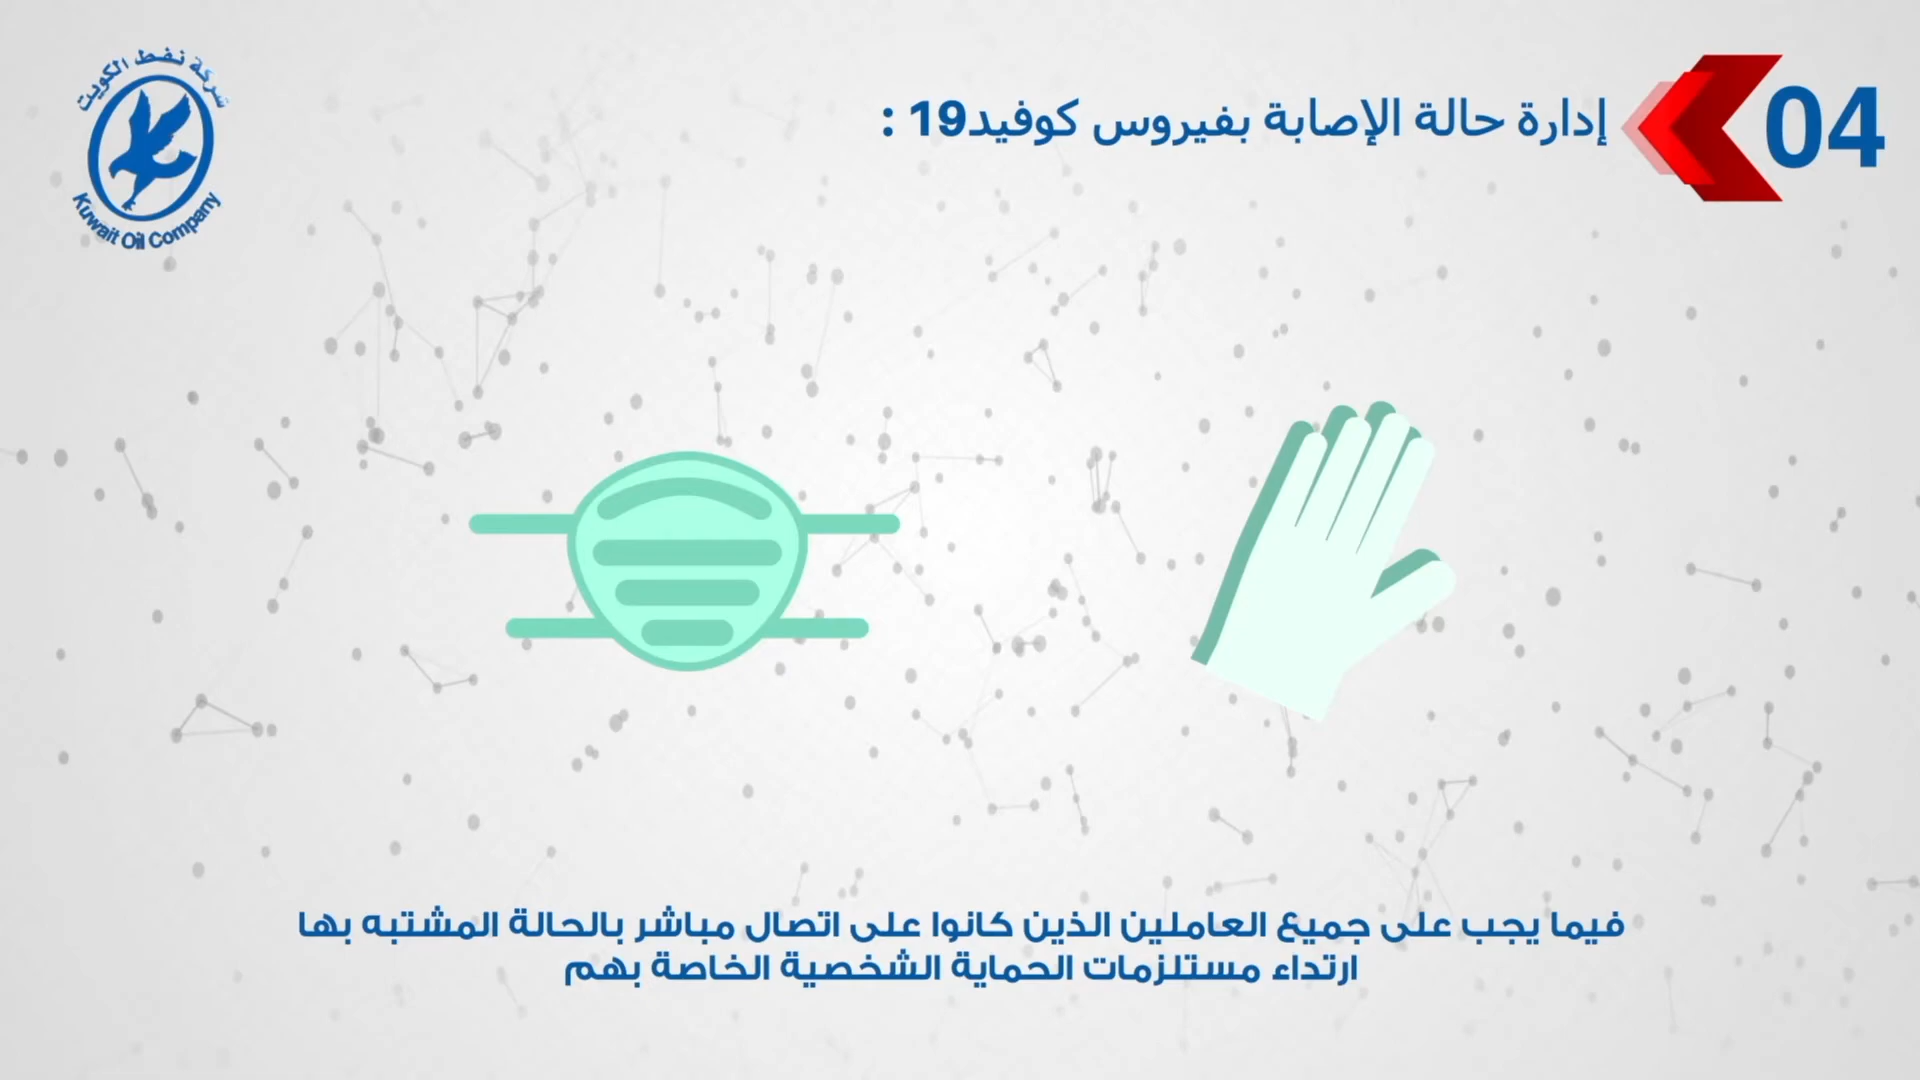 شركة نفط الكويت
Kuwait Oil Company
04
إدارة حالة الإصابة بفيروس كوفيد19 :
فيما يجب على جميع العاملين الذين كانوا على اتصال مباشر بالحالة المشتبه بها
ارتداء مستلزمات الحماية الشخصية الخاصة بهم